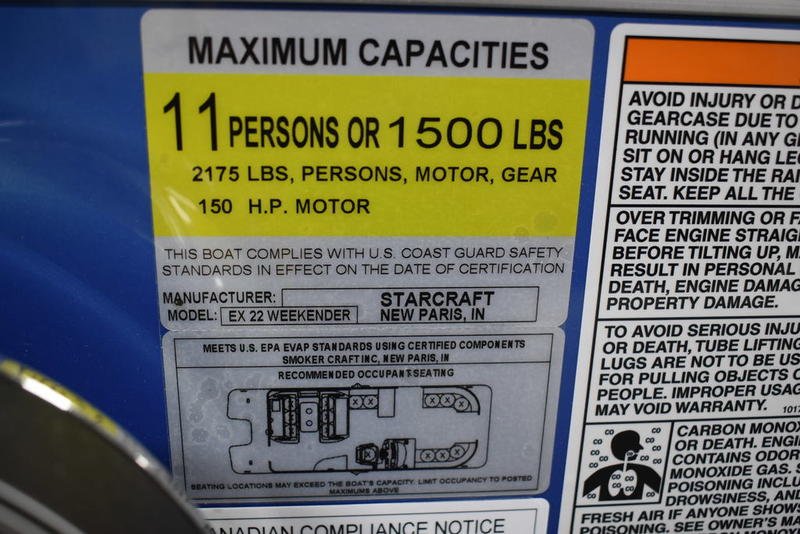 MAXIMUM CAPACITIES
11 PERSONS OR 1500 LBS
2175 LBS, PERSONS, MOTOR, GEAR
150 H.P. MOTOR
THIS BOAT COMPLIES WITH U.S. COAST GUARD SAFETY
STANDARDS IN EFFECT ON THE DATE OF CERTIFICATION
MANUFACTURER: STARCRAFT
MODEL: EX 22 WEEKENDER NEW PARIS, IN
MEETS U.S. EPA EVAP STANDARDS USING CERTIFIED COMPONENTS
SMOKER CRAFT INC, NEW PARIS, IN
RECOMMENDED OCCUPANT SEATING
SEATING LOCATIONS MAY EXCEED THE BOAT'S CAPACITY. LIMIT OCCUPANCY TO POSTED
MAXIMUMS ABOVE
ANADIAN COMPLIANCE NOTICE
AVOID INJURY OR D
GEARCASE DUE TO
RUNNING (IN ANY G
SIT ON OR HANG LE
STAY INSIDE THE RAI
SEAT. KEEP ALL THE
OVER TRIMMING OR F
FACE ENGINE STRAIG
BEFORE TILTING UP, M
RESULT IN PERSONAL
DEATH, ENGINE DAMAG
PROPERTY DAMAGE.
TO AVOID SERIOUS INJU
OR DEATH, TUBE LIFTING
LUGS ARE NOT TO BE US
FOR PULLING OBJECTS O
PEOPLE. IMPROPER USAG
MAY VOID WARRANTY. 1017
CARBON MONOX
OR DEATH. ENGI
CONTAINS ODOR
MONOXIDE GAS. S
POISONING INCLU
DROWSINESS, AND
FRESH AIR IF ANYONE SHOWS
POISONING. SEE OWNER'S MA